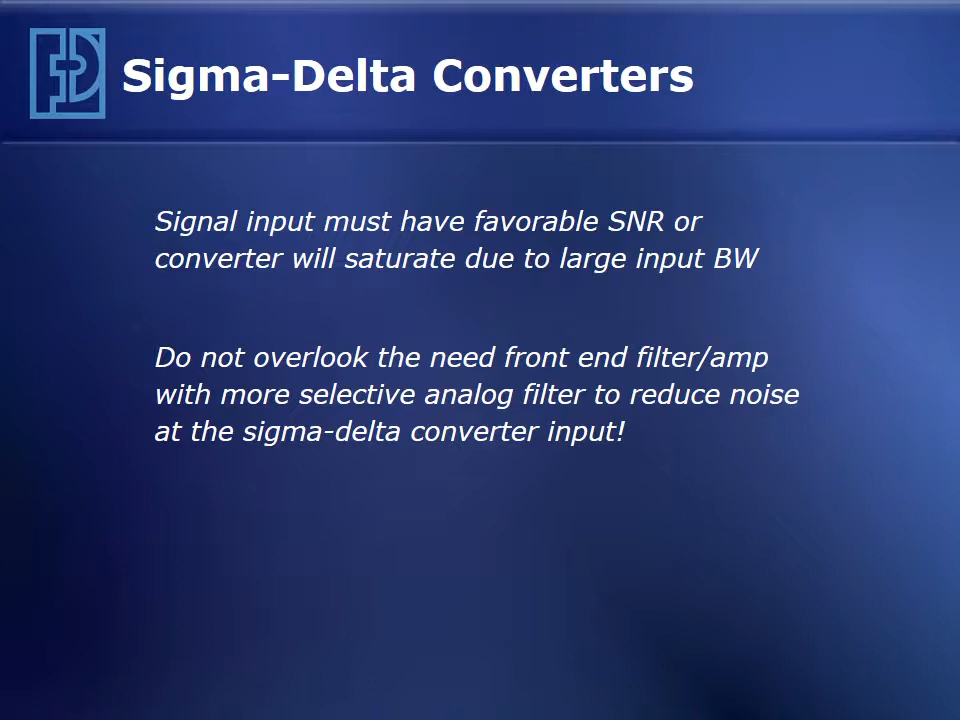 Sigma-Delta Converters
Signal input must have favorable SNR or
converter will saturate due to large input BW
Do not overlook the need front end filter/amp
with more selective analog filter to reduce noise
at the sigma-delta converter input!